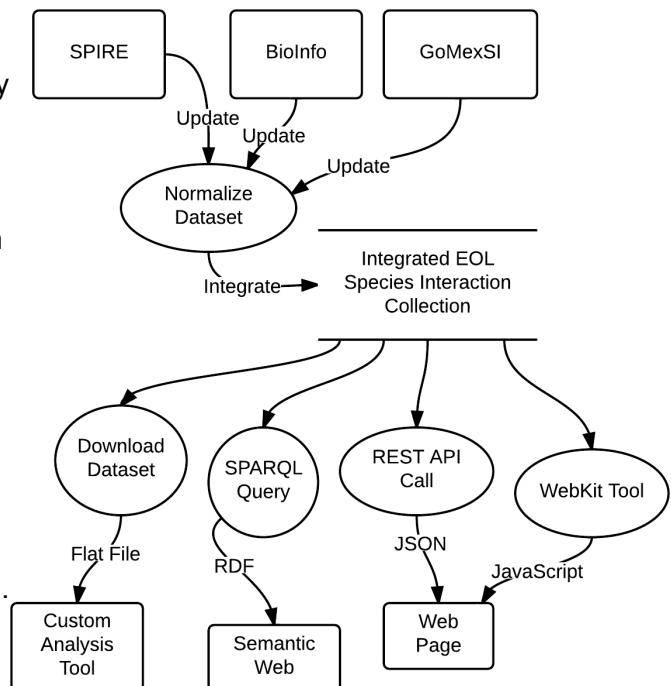 SPIRE
BioInfo
GoMexSI
y
Update
Update
Update
Normalize
Dataset
Integrate
Integrated EOL
Species Interaction
Collection
Download
Dataset
SPARQL
Query
REST API
Call
WebKit Tool
Flat File
RDF
JSON
JavaScript
.
Custom
Analysis
Tool
Semantic
Web
Web
Page